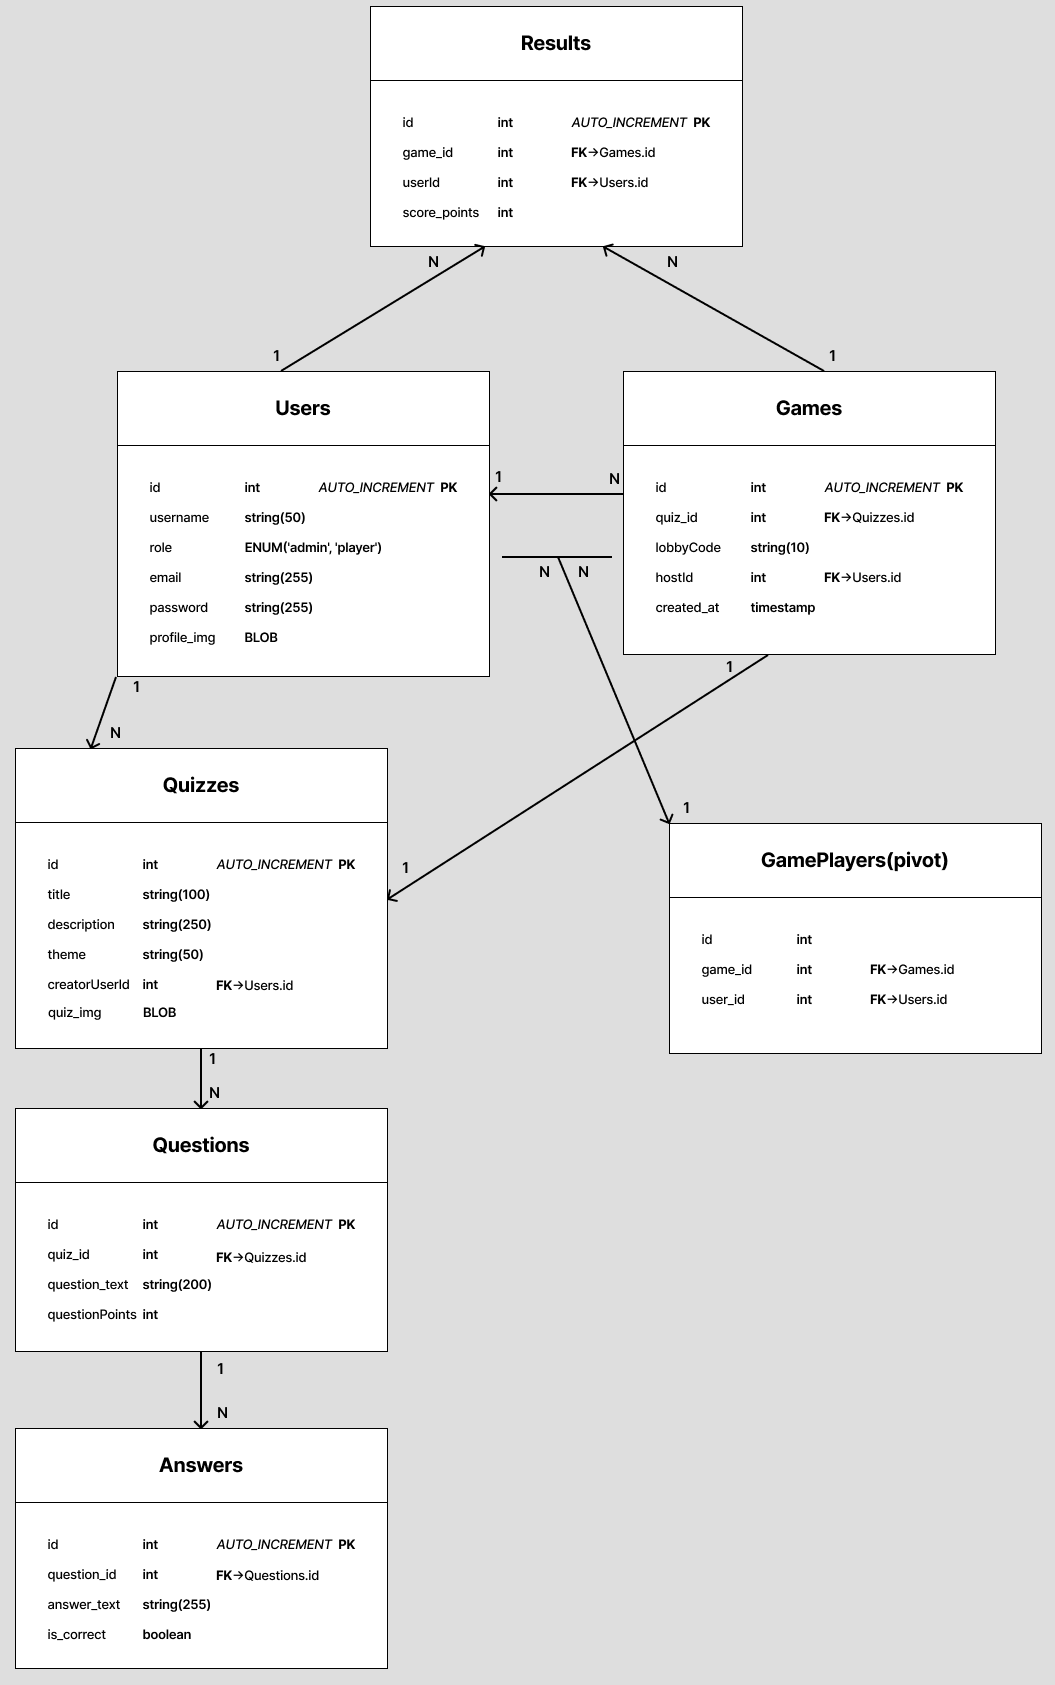 Results
id int AUTO_INCREMENT PK
game_id int FK→Games.id
userId int FK→Users.id
score_points int
N N
1 1
Users
id int AUTO_INCREMENT PK
username string(50)
role ENUM('admin', 'player')
email string(255)
password string(255)
profile_img BLOB
1 N
N N
Games
id int AUTO_INCREMENT PK
quiz_id int FK→Quizzes.id
lobbyCode string(10)
hostId int FK→Users.id
created_at timestamp
1
1
N
1
1
Quizzes
id int AUTO_INCREMENT PK
title string(100)
description string(250)
theme string(50)
creatorUserId int FK→Users.id
quiz_img BLOB
GamePlayers(pivot)
id int
game_id int FK→Games.id
user_id int FK→Users.id
1
N
Questions
id int AUTO_INCREMENT PK
quiz_id int FK→Quizzes.id
question_text string(200)
questionPoints int
1
N
Answers
id int AUTO_INCREMENT PK
question_id int FK→Questions.id
answer_text string(255)
is_correct boolean